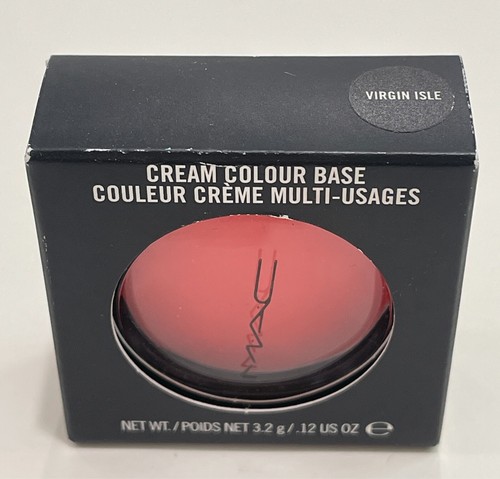 VIRGIN ISLE
CREAM COLOUR BASE
COULEUR CRÈME MULTI-USAGES
MAC
NET WT. / POIDS NET 3.2 g / .12 US OZ ℮